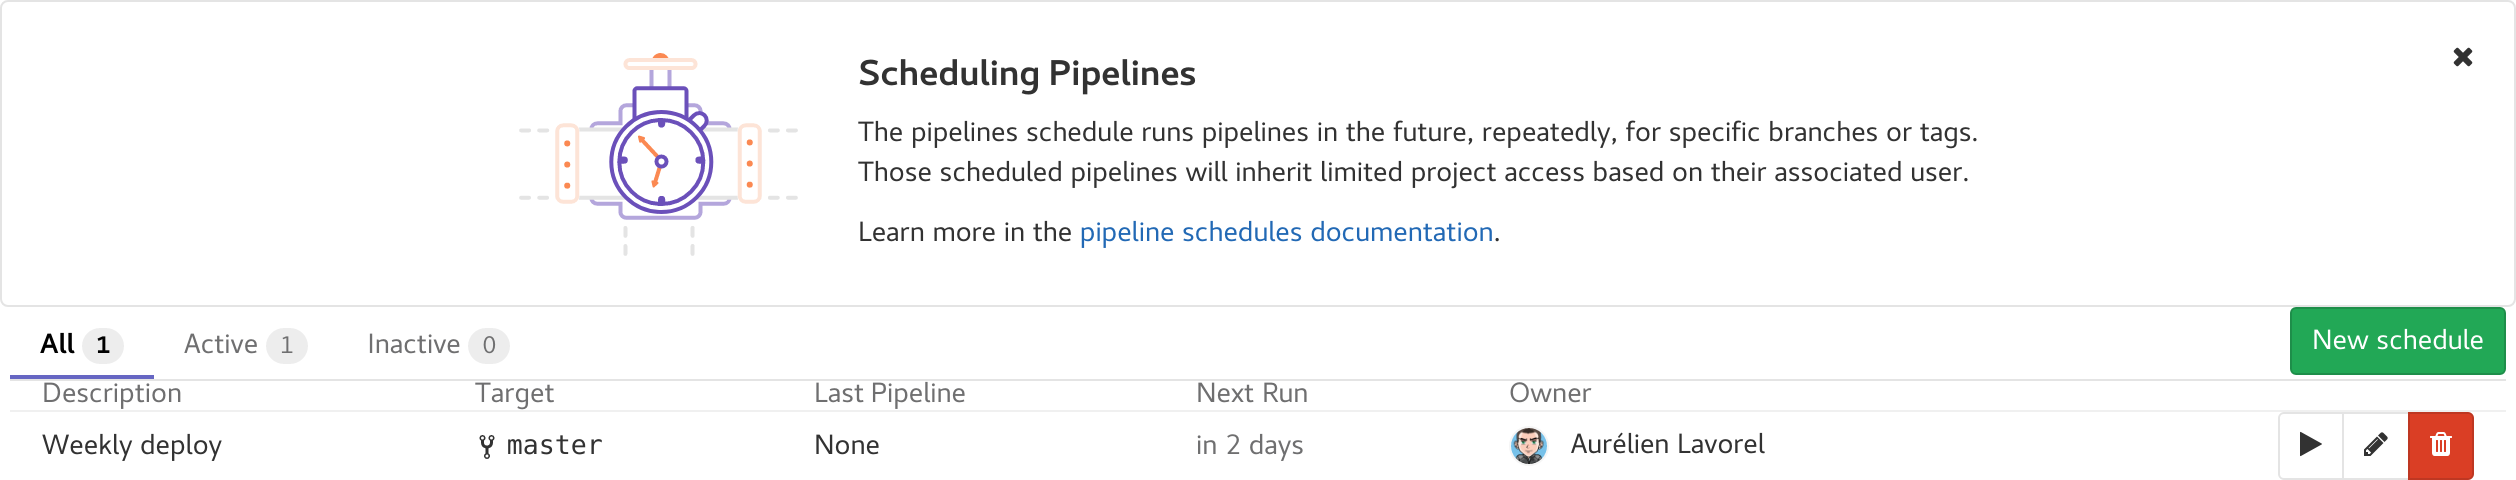 Scheduling Pipelines
The pipelines schedule runs pipelines in the future, repeatedly, for specific branches or tags.
Those scheduled pipelines will inherit limited project access based on their associated user.
Learn more in the pipeline schedules documentation.
All 1 Active 1 Inactive 0 New schedule
Description Target Last Pipeline Next Run Owner
Weekly deploy master None in 2 days Aurélien Lavorel